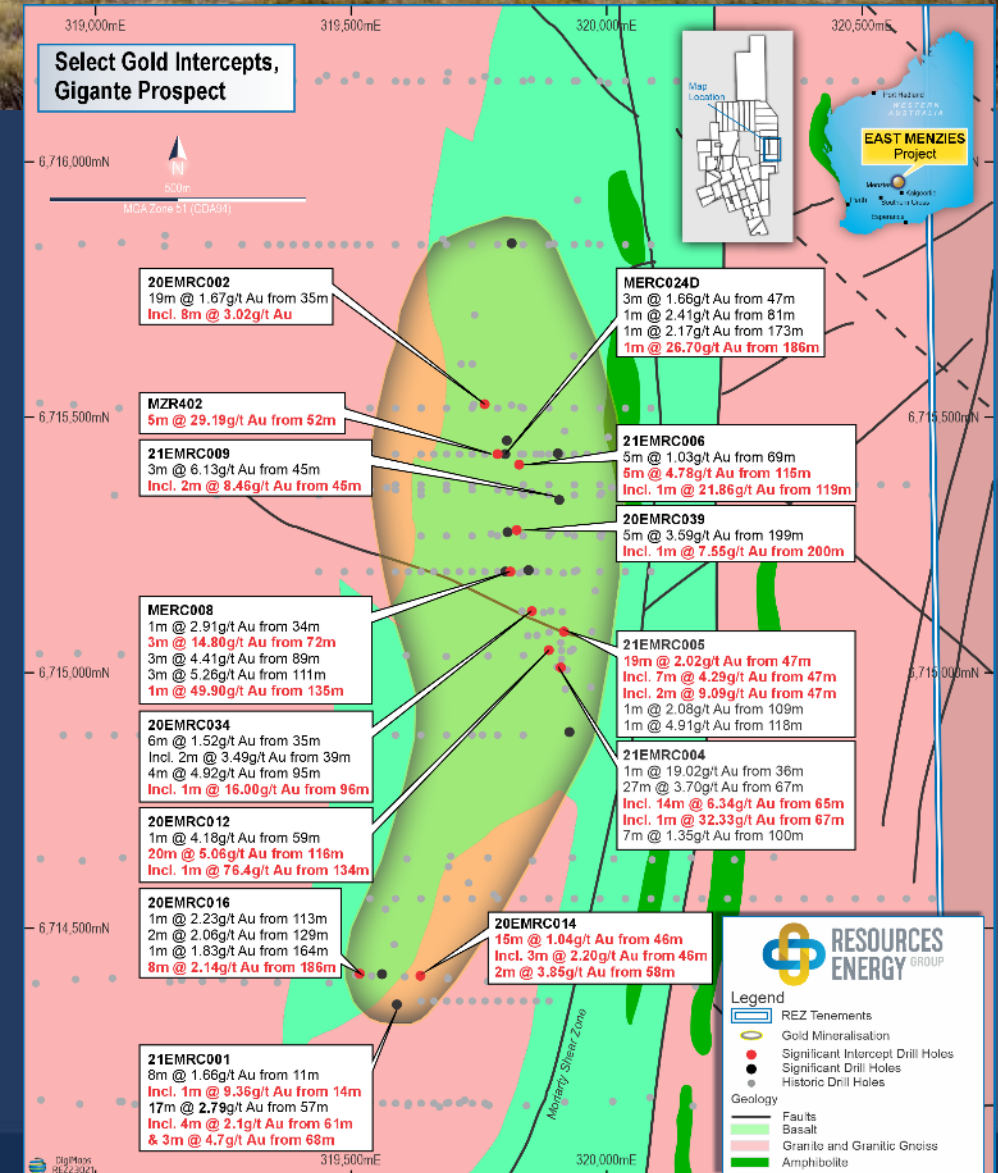 319,000mE
319,500mE
320,000mE
320,500mE
Select Gold Intercepts,
Gigante Prospect
Map
Location
Port Hedland
WESTERN
AUSTRALIA
EAST MENZIES
Project
Menzies
Kalgoorlie
Perth
Southern Cross
Esperance
6,716,000mN
N
500m
MGA Zone 51 (GDA94)
20EMRC002
19m @ 1.67g/t Au from 35m
Incl. 8m @ 3.02g/t Au
MERC024D
3m @ 1.66g/t Au from 47m
1m @ 2.41g/t Au from 81m
1m @ 2.17g/t Au from 173m
1m @ 26.70g/t Au from 186m
MZR402
5m @ 29.19g/t Au from 52m
6,715,500mN
6,715,500mN
21EMRC009
3m @ 6.13g/t Au from 45m
Incl. 2m @ 8.46g/t Au from 45m
21EMRC006
5m @ 1.03g/t Au from 69m
5m @ 4.78g/t Au from 115m
Incl. 1m @ 21.86g/t Au from 119m
20EMRC039
5m @ 3.59g/t Au from 199m
Incl. 1m @ 7.55g/t Au from 200m
MERC008
1m @ 2.91g/t Au from 34m
3m @ 14.80g/t Au from 72m
3m @ 4.41g/t Au from 89m
3m @ 5.26g/t Au from 111m
1m @ 49.90g/t Au from 135m
21EMRC005
19m @ 2.02g/t Au from 47m
Incl. 7m @ 4.29g/t Au from 47m
Incl. 2m @ 9.09g/t Au from 47m
1m @ 2.08g/t Au from 109m
1m @ 4.91g/t Au from 118m
6,715,000mN
6,715,000mN
20EMRC034
6m @ 1.52g/t Au from 35m
Incl. 2m @ 3.49g/t Au from 39m
4m @ 4.92g/t Au from 95m
Incl. 1m @ 16.00g/t Au from 96m
21EMRC004
1m @ 19.02g/t Au from 36m
27m @ 3.70g/t Au from 67m
Incl. 14m @ 6.34g/t Au from 65m
Incl. 1m @ 32.33g/t Au from 67m
7m @ 1.35g/t Au from 100m
20EMRC012
1m @ 4.18g/t Au from 59m
20m @ 5.06g/t Au from 116m
Incl. 1m @ 76.4g/t Au from 134m
20EMRC016
1m @ 2.23g/t Au from 113m
2m @ 2.06g/t Au from 129m
1m @ 1.83g/t Au from 164m
8m @ 2.14g/t Au from 186m
6,714,500mN
20EMRC014
15m @ 1.04g/t Au from 46m
Incl. 3m @ 2.20g/t Au from 46m
2m @ 3.85g/t Au from 58m
21EMRC001
8m @ 1.66g/t Au from 11m
Incl. 1m @ 9.36g/t Au from 14m
17m @ 2.79g/t Au from 57m
Incl. 4m @ 2.1g/t Au from 61m
& 3m @ 4.7g/t Au from 68m
Moriarty Shear Zone
RESOURCES
ENERGY GROUP
Legend
REZ Tenements
Gold Mineralisation
Significant Intercept Drill Holes
Significant Drill Holes
Historic Drill Holes
Geology
Faults
Basalt
Granite and Granitic Gneiss
Amphibolite
DigiMaps
REZ23021
319,500mE
320,000mE